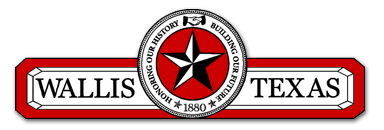 HONORING OUR HISTORY
BUILDING OUR FUTURE
WALLIS TEXAS
1880